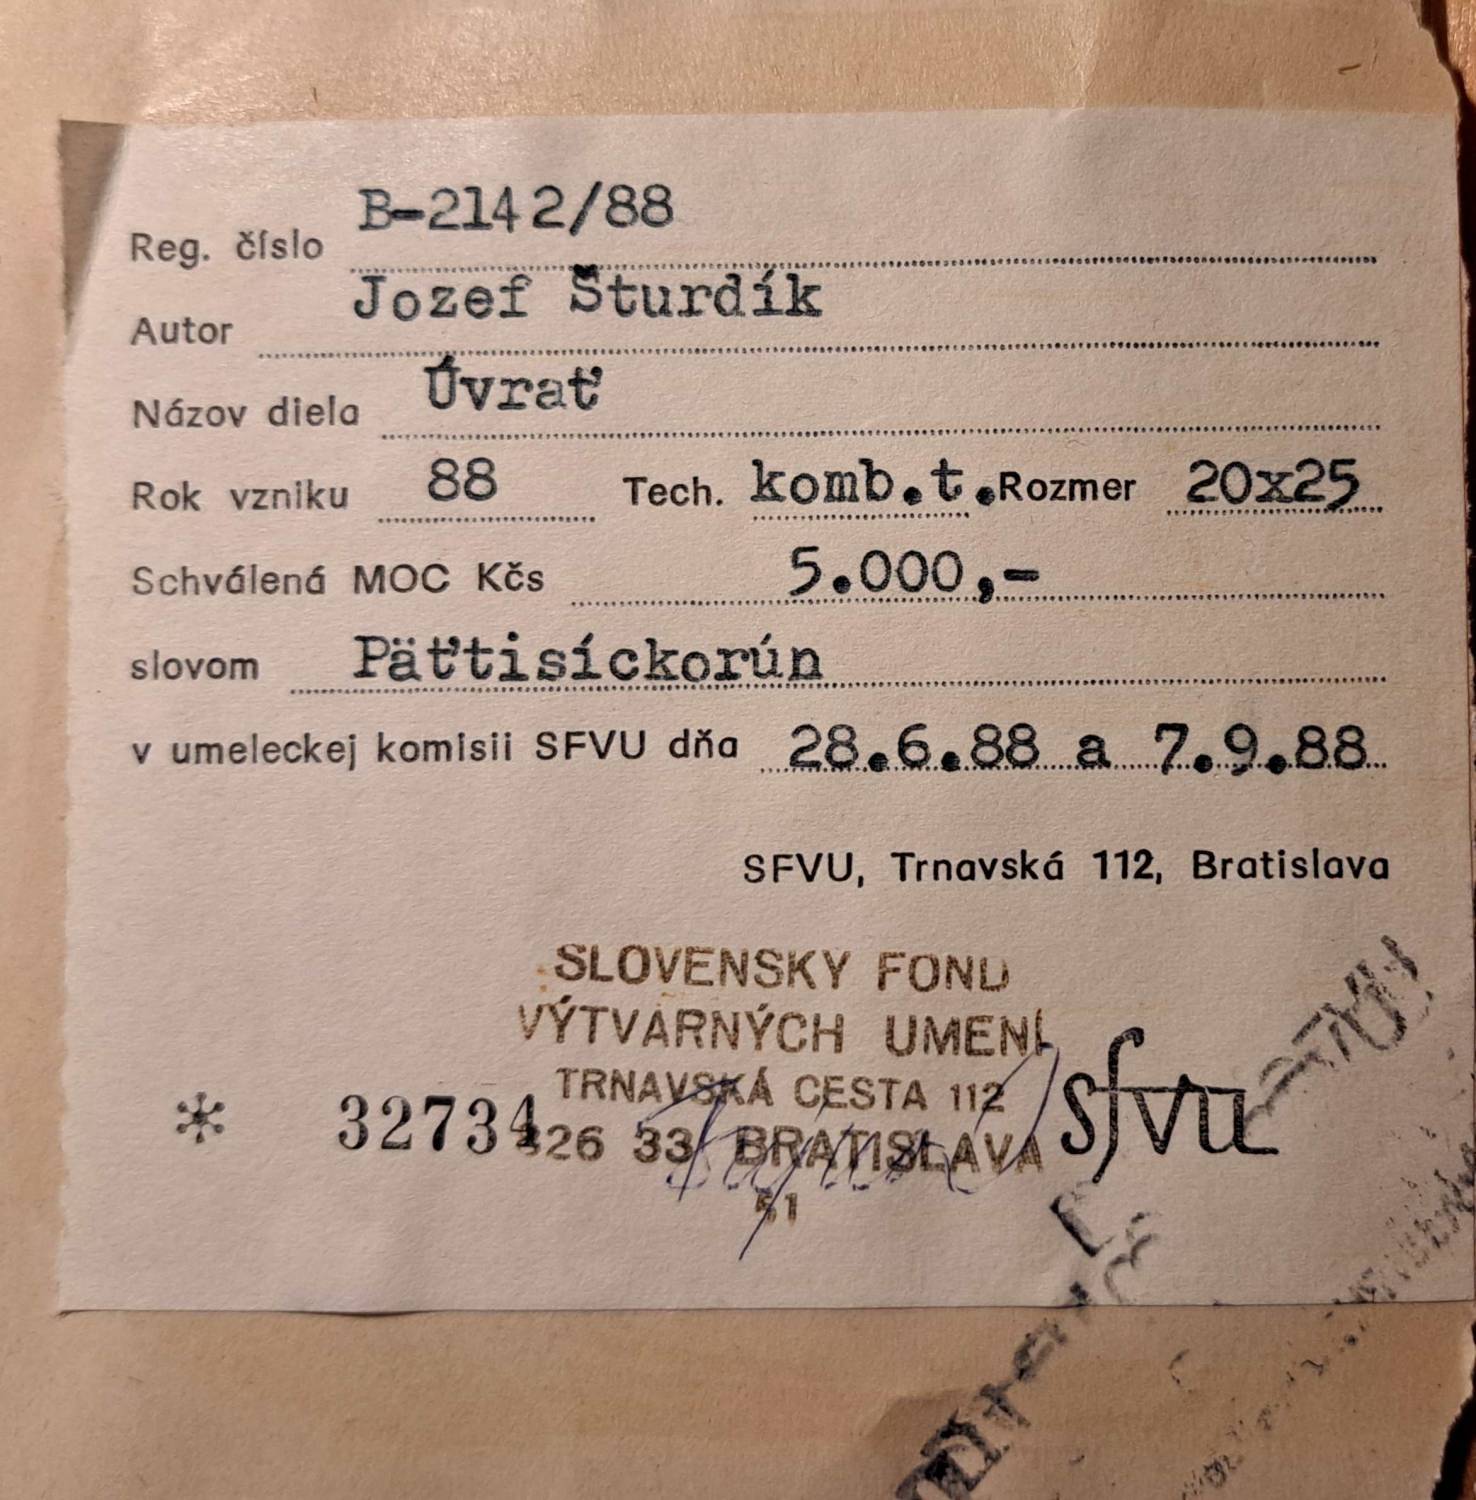 Reg. číslo B-2142/88
Autor Jozef Šturdík
Názov diela Úvrať
Rok vzniku 88 Tech. komb.t. Rozmer 20x25
Schválená MOC Kčs 5.000,-
slovom Päťtisíckorún
v umeleckej komisii SFVU dňa 28.6.88 a 7.9.88
SFVU, Trnavská 112, Bratislava
SLOVENSKY FOND
VÝTVARNÝCH UMENÍ
TRNAVSKÁ CESTA 112
826 33 BRATISLAVA
51
* 32734
sfvu